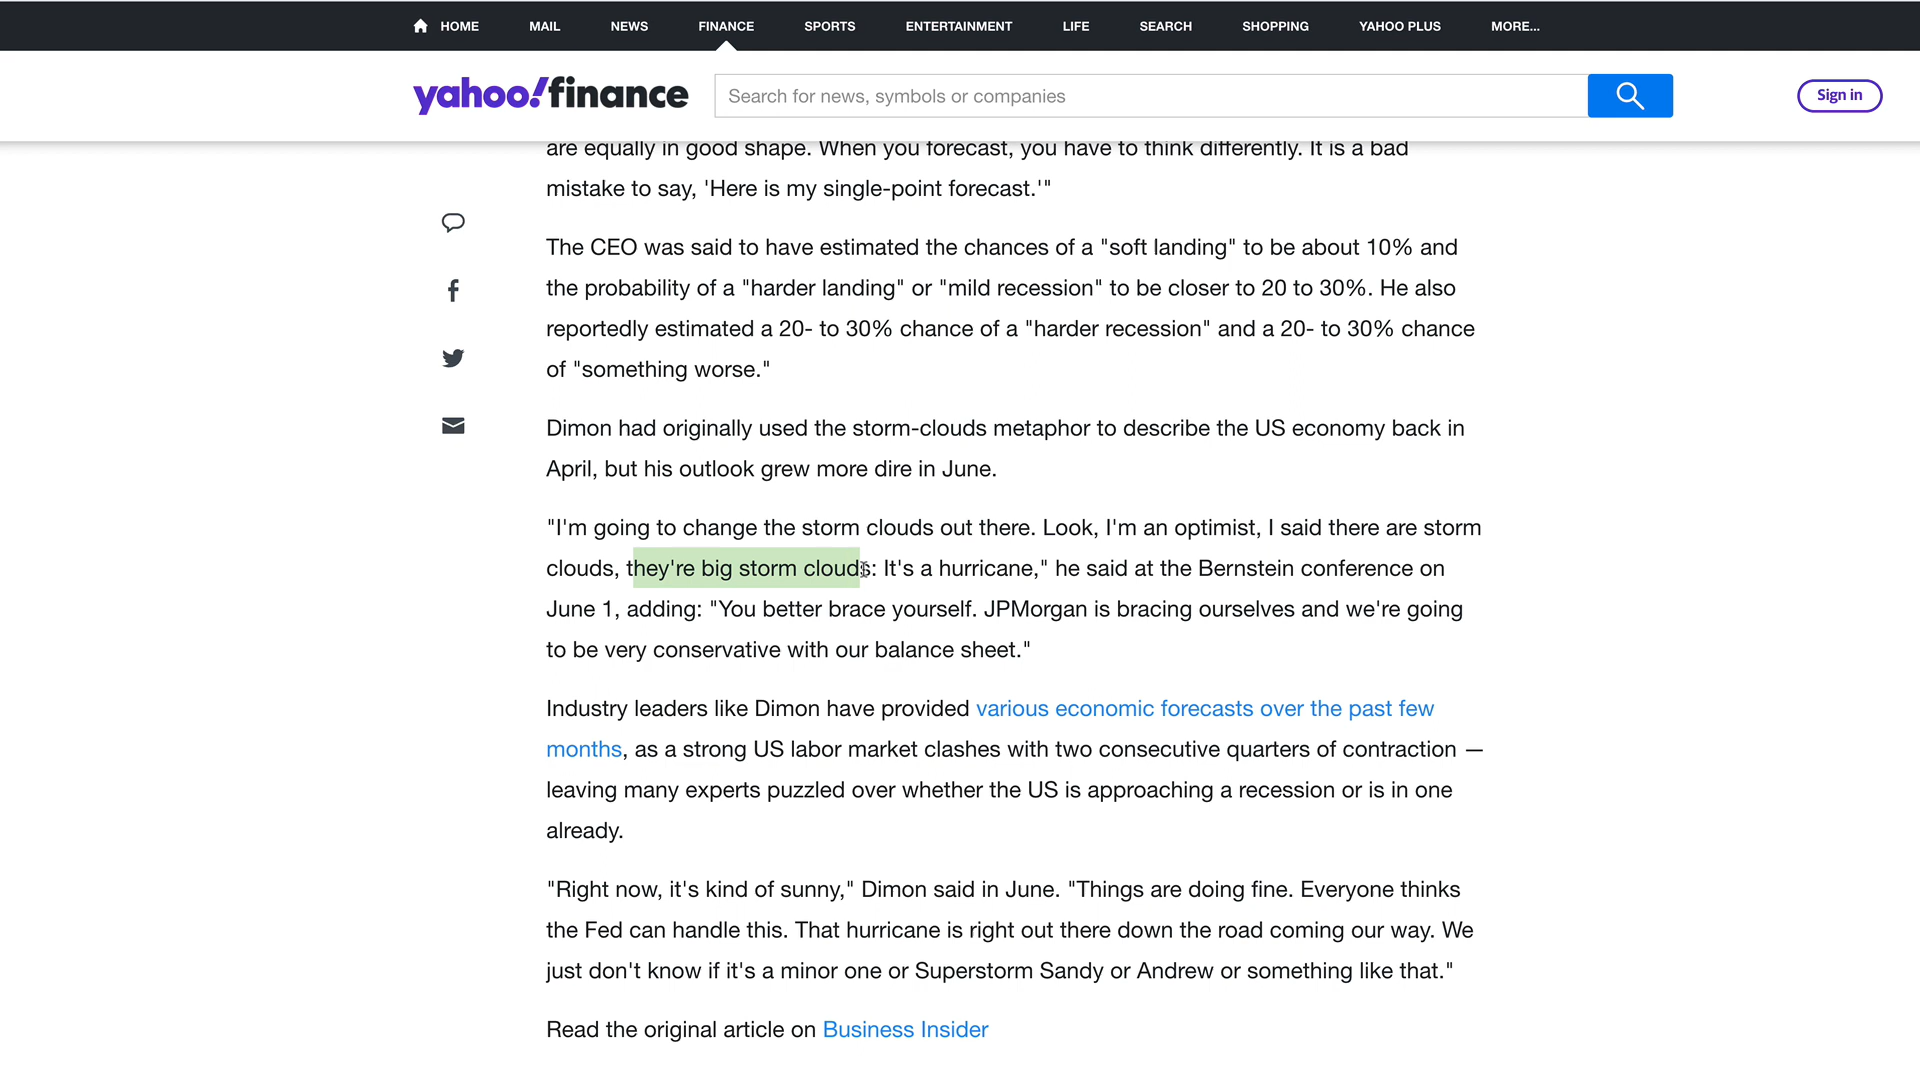 HOME MAIL NEWS FINANCE SPORTS ENTERTAINMENT LIFE SEARCH SHOPPING YAHOO PLUS MORE...
yahoo!finance Search for news, symbols or companies Sign in
are equally in good shape. When you forecast, you have to think differently. It is a bad
mistake to say, 'Here is my single-point forecast.'"
The CEO was said to have estimated the chances of a "soft landing" to be about 10% and
the probability of a "harder landing" or "mild recession" to be closer to 20 to 30%. He also
reportedly estimated a 20- to 30% chance of a "harder recession" and a 20- to 30% chance
of "something worse."
Dimon had originally used the storm-clouds metaphor to describe the US economy back in
April, but his outlook grew more dire in June.
"I'm going to change the storm clouds out there. Look, I'm an optimist, I said there are storm
clouds, they're big storm clouds: It's a hurricane," he said at the Bernstein conference on
June 1, adding: "You better brace yourself. JPMorgan is bracing ourselves and we're going
to be very conservative with our balance sheet."
Industry leaders like Dimon have provided various economic forecasts over the past few
months, as a strong US labor market clashes with two consecutive quarters of contraction —
leaving many experts puzzled over whether the US is approaching a recession or is in one
already.
"Right now, it's kind of sunny," Dimon said in June. "Things are doing fine. Everyone thinks
the Fed can handle this. That hurricane is right out there down the road coming our way. We
just don't know if it's a minor one or Superstorm Sandy or Andrew or something like that."
Read the original article on Business Insider